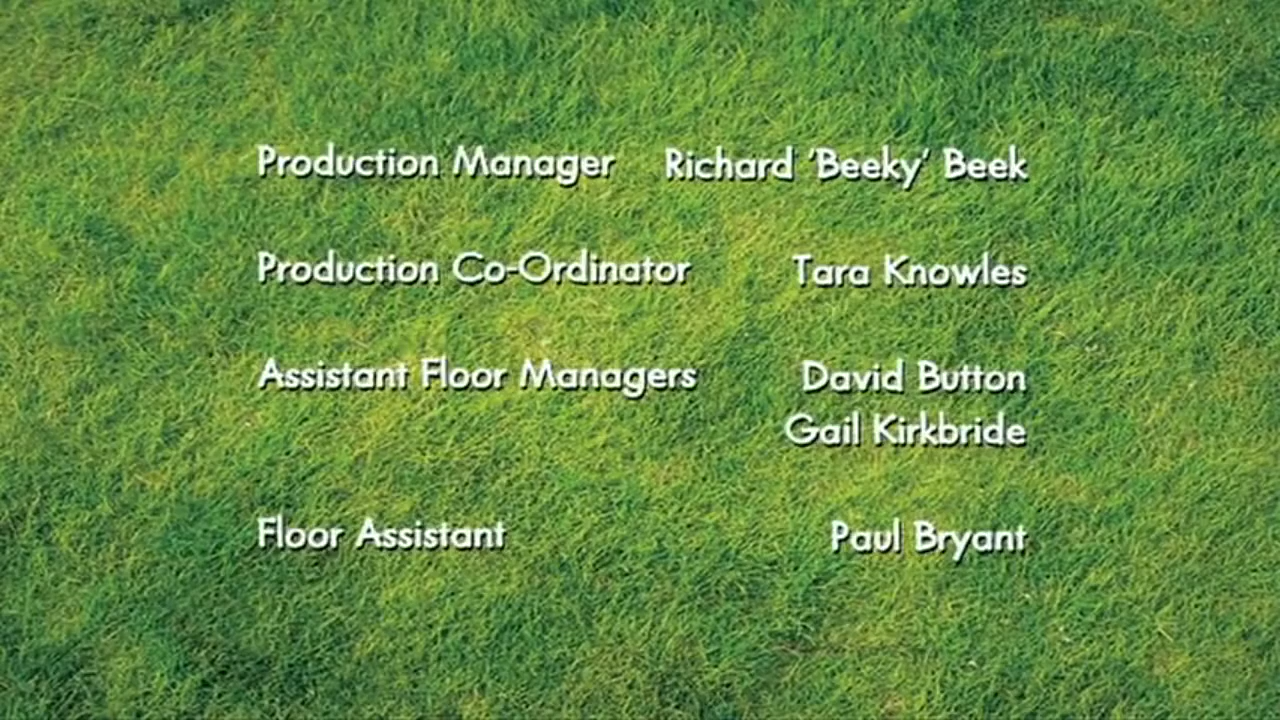 Production Manager Richard 'Beeky' Beek
Production Co-Ordinator Tara Knowles
Assistant Floor Managers David Button
Gail Kirkbride
Floor Assistant Paul Bryant